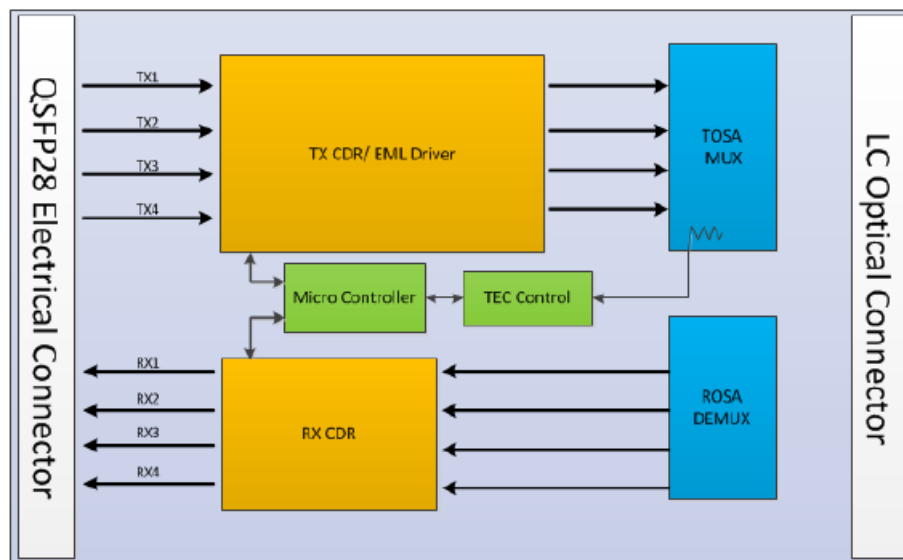 QSFP28 Electrical Connector
TX1
TX2
TX3
TX4
TX CDR/ EML Driver
TOSA
MUX
LC Optical Connector
Micro Controller
TEC Control
RX1
RX2
RX3
RX4
RX CDR
ROSA
DEMUX